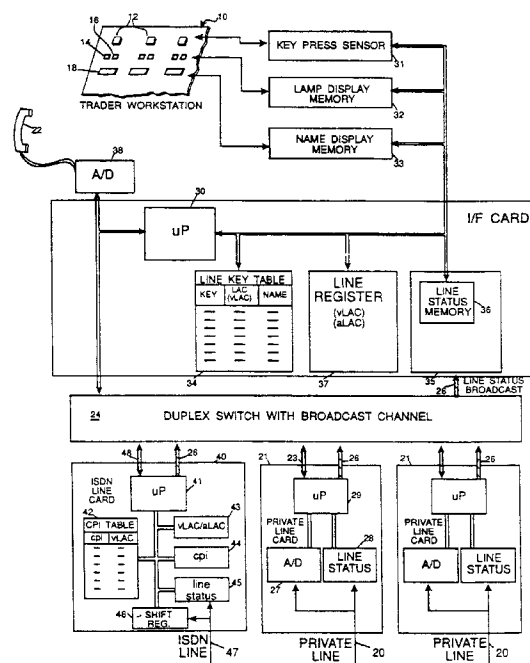 10
12
16
14
18
TRADER WORKSTATION
KEY PRESS SENSOR
31
LAMP DISPLAY
MEMORY
32
NAME DISPLAY
MEMORY
33
22
38
A/D
30
uP
I/F CARD
LINE KEY TABLE
KEY LAC (vLAC) NAME
34
LINE
REGISTER
(vLAC)
(aLAC)
37
LINE
STATUS
MEMORY
36
35
LINE STATUS
26 BROADCAST
24 DUPLEX SWITCH WITH BROADCAST CHANNEL
48 26 40
ISDN
LINE
CARD
uP
41
42
CPI TABLE
cpi vLAC
43
vLAC/aLAC
44
cpi
45
line
status
46
SHIFT
REG.
ISDN
LINE
47
21 23 26
uP
29
PRIVATE
LINE CARD
28
A/D
LINE
STATUS
27
PRIVATE
LINE
20
21 26
uP
PRIVATE
LINE CARD
A/D
LINE
STATUS
PRIVATE
LINE
20